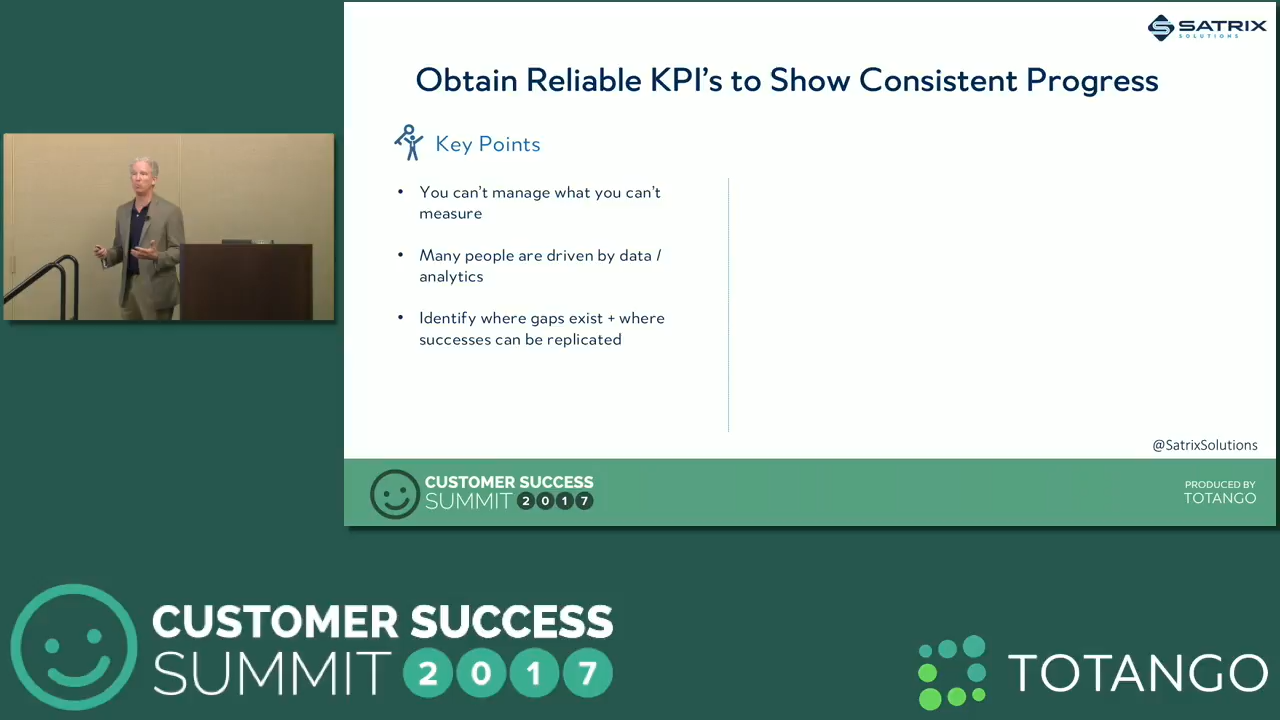 SATRIX
SOLUTIONS
Obtain Reliable KPI's to Show Consistent Progress
Key Points
• You can't manage what you can't
measure
• Many people are driven by data /
analytics
• Identify where gaps exist + where
successes can be replicated
@SatrixSolutions
CUSTOMER SUCCESS
SUMMIT 2017
PRODUCED BY
TOTANGO
CUSTOMER SUCCESS
SUMMIT 2017
TOTANGO